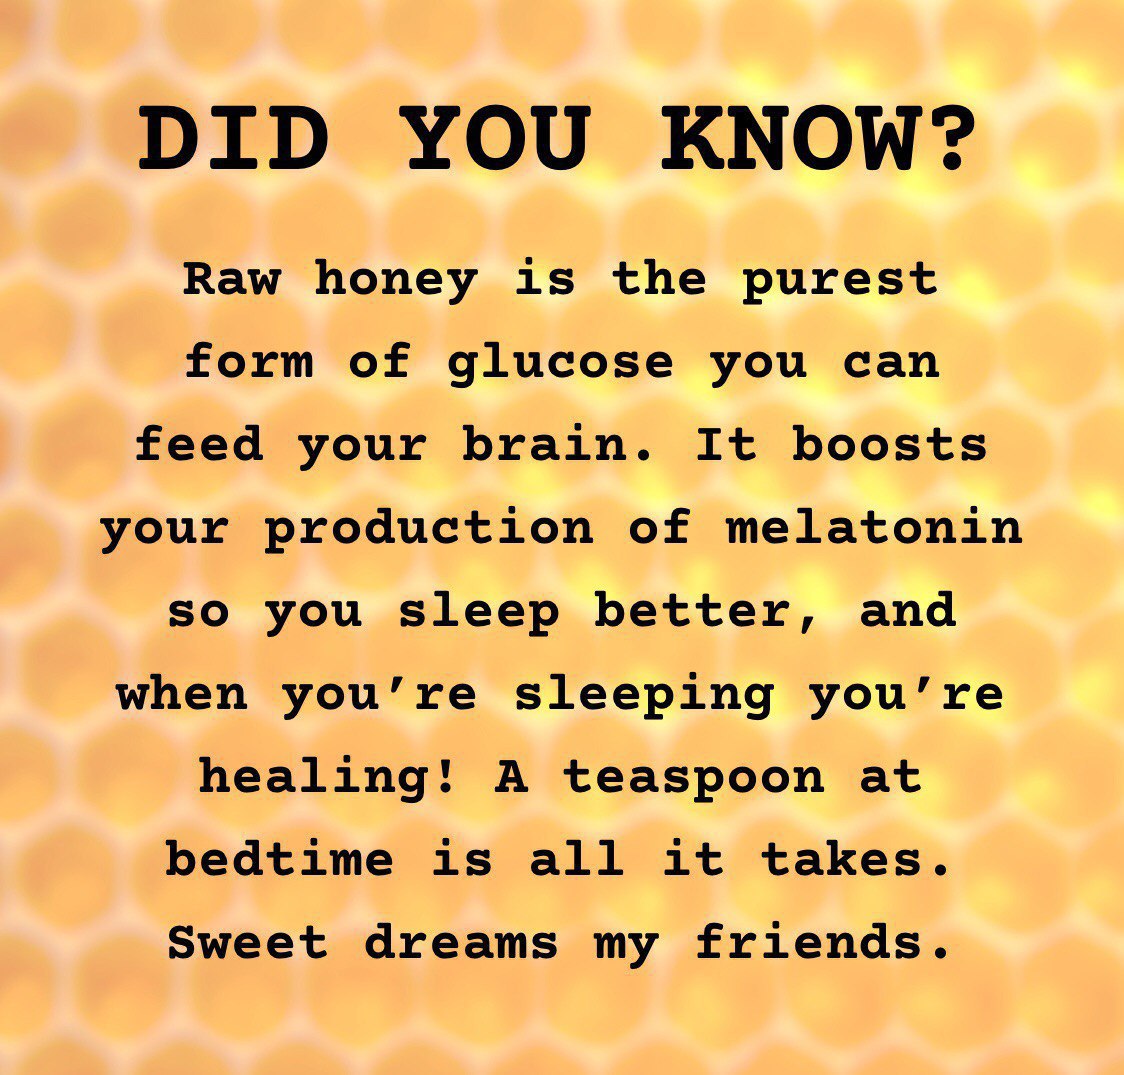 DID YOU KNOW?
Raw honey is the purest
form of glucose you can
feed your brain. It boosts
your production of melatonin
so you sleep better, and
when you’re sleeping you’re
healing! A teaspoon at
bedtime is all it takes.
Sweet dreams my friends.